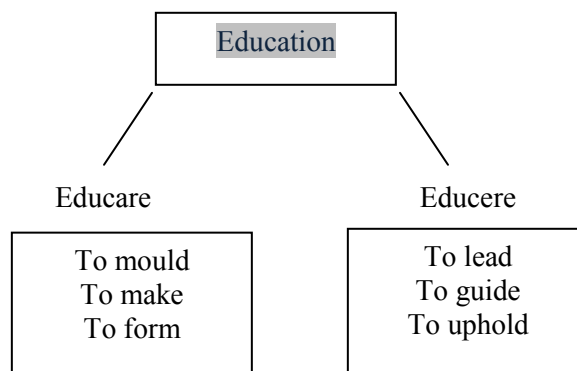 Education
Educare
Educere
To mould
To make
To form
To lead
To guide
To uphold